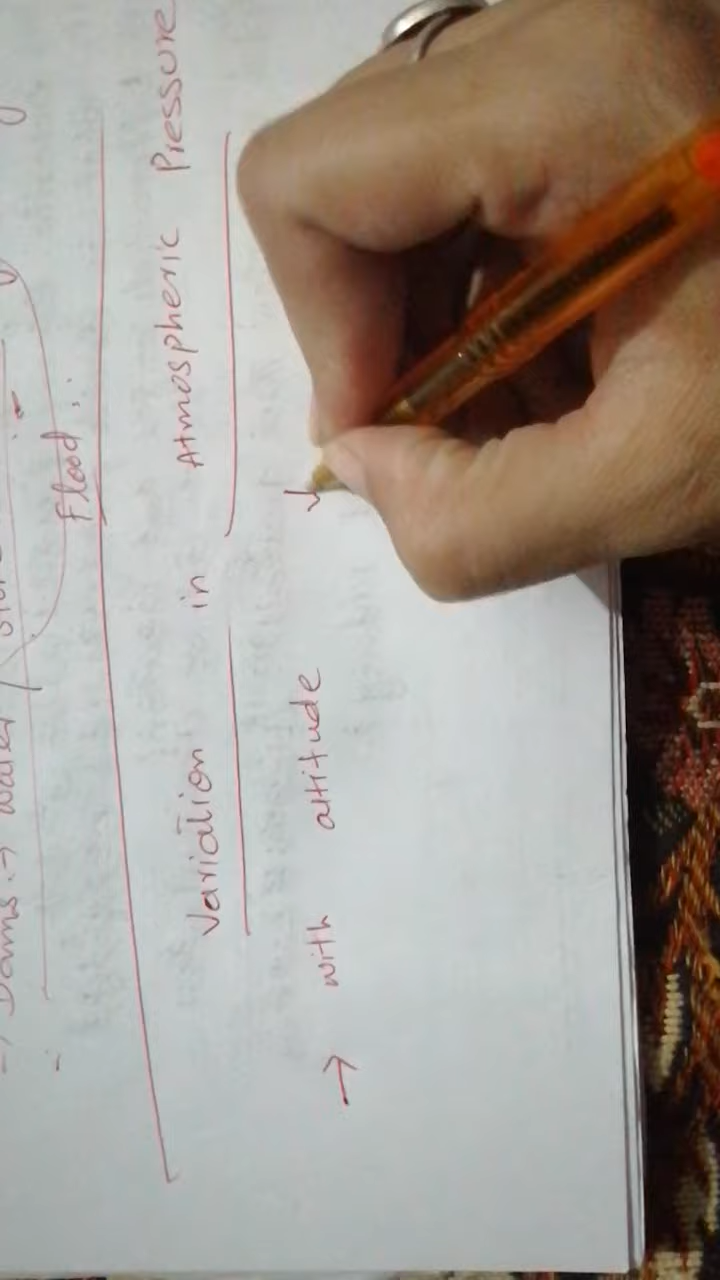 → Dams :→ water
Flood :
Variation in Atmospheric Pressure
→ with altitude